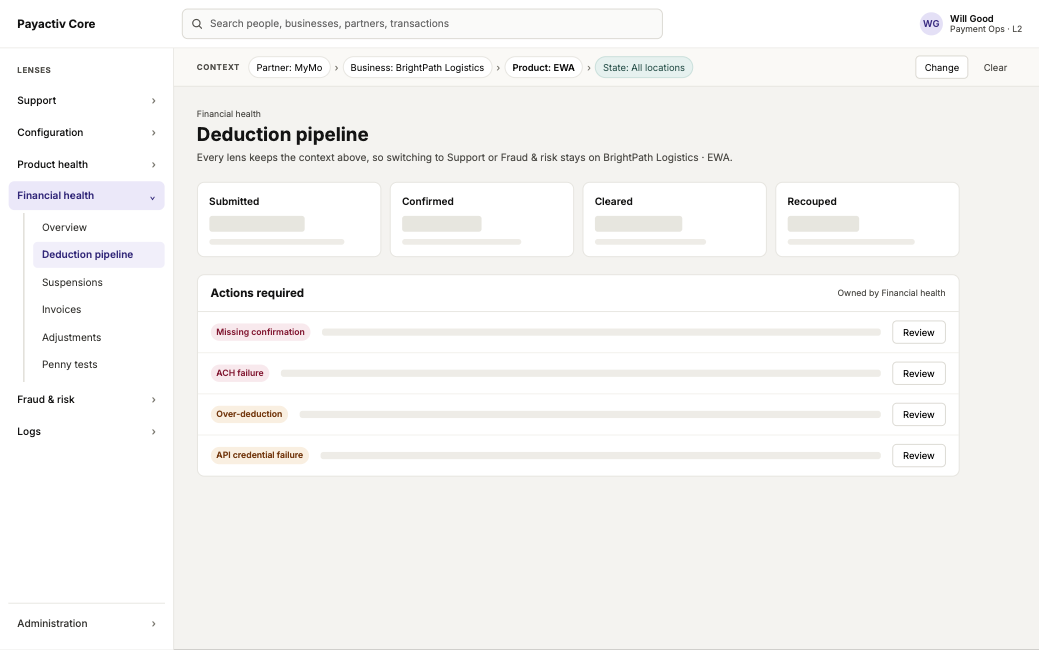 Payactiv Core
Search people, businesses, partners, transactions
WG
Will Good
Payment Ops · L2
LENSES
Support
Configuration
Product health
Financial health
Overview
Deduction pipeline
Suspensions
Invoices
Adjustments
Penny tests
Fraud & risk
Logs
Administration
CONTEXT Partner: MyMo › Business: BrightPath Logistics › Product: EWA › State: All locations Change Clear
Financial health
Deduction pipeline
Every lens keeps the context above, so switching to Support or Fraud & risk stays on BrightPath Logistics · EWA.
Submitted Confirmed Cleared Recouped
Actions required Owned by Financial health
Missing confirmation Review
ACH failure Review
Over-deduction Review
API credential failure Review